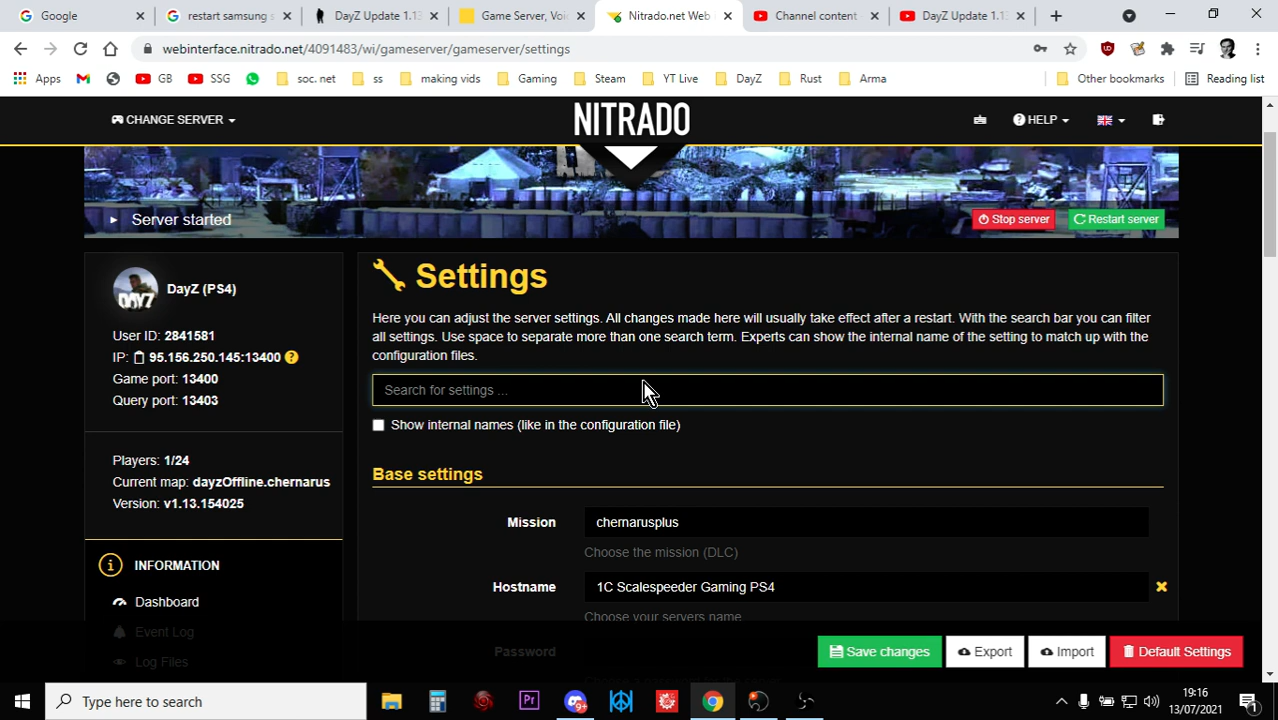 Google
restart samsung s
DayZ Update 1.13
Game Server, Voi
Nitrado.net Web I
Channel content
DayZ Update 1.13
webinterface.nitrado.net/4091483/wi/gameserver/gameserver/settings
Apps
GB
SSG
soc. net
ss
making vids
Gaming
Steam
YT Live
DayZ
Rust
Arma
Other bookmarks
Reading list
CHANGE SERVER
NITRADO
HELP
Server started
Stop server
Restart server
DAYZ
DayZ (PS4)
User ID: 2841581
IP: 95.156.250.145:13400
Game port: 13400
Query port: 13403
Players: 1/24
Current map: dayzOffline.chernarus
Version: v1.13.154025
INFORMATION
Dashboard
Event Log
Log Files
Settings
Here you can adjust the server settings. All changes made here will usually take effect after a restart. With the search bar you can filter
all settings. Use space to separate more than one search term. Experts can show the internal name of the setting to match up with the
configuration files.
Search for settings ...
Show internal names (like in the configuration file)
Base settings
Mission
chernarusplus
Choose the mission (DLC)
Hostname
1C Scalespeeder Gaming PS4
Choose your servers name
Password
Save changes
Export
Import
Default Settings
Type here to search
Pr
9+
19:16
13/07/2021
1